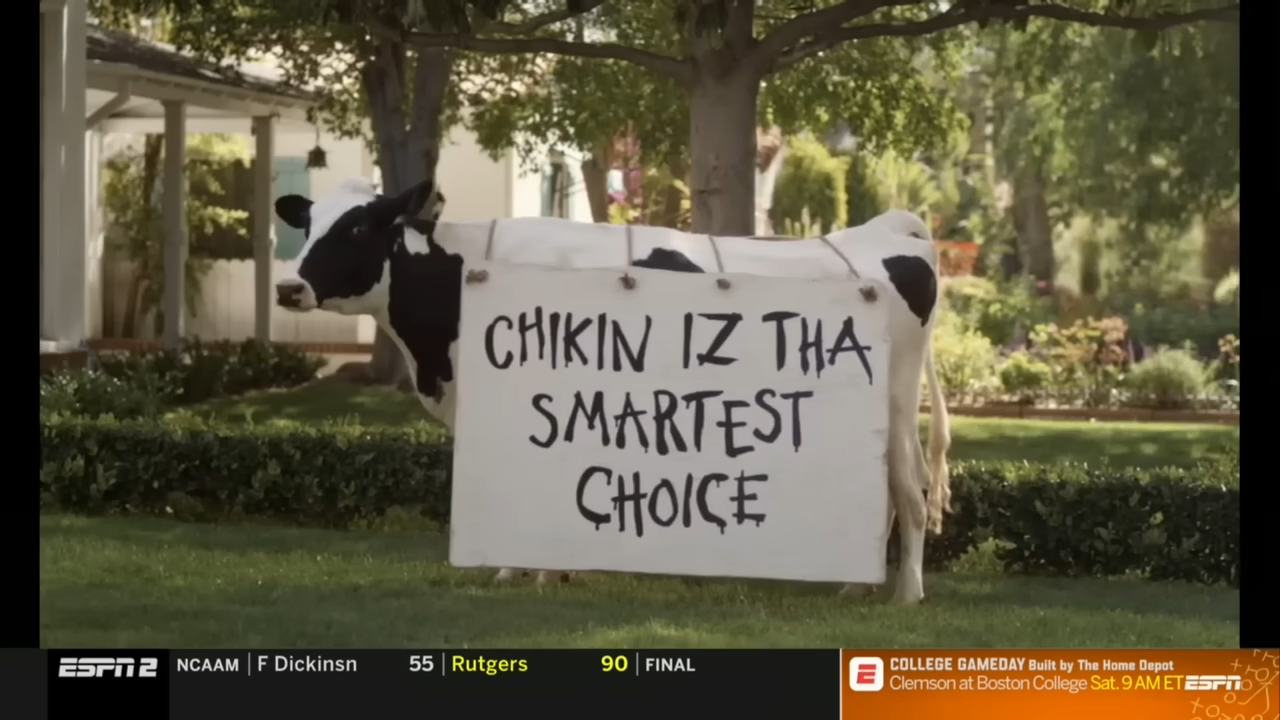 CHIKIN IZ THA
SMARTEST
CHOICE
ESPN2 NCAAM F Dickinsn 55 Rutgers 90 FINAL
E COLLEGE GAMEDAY Built by The Home Depot
Clemson at Boston College Sat. 9 AM ET ESPN